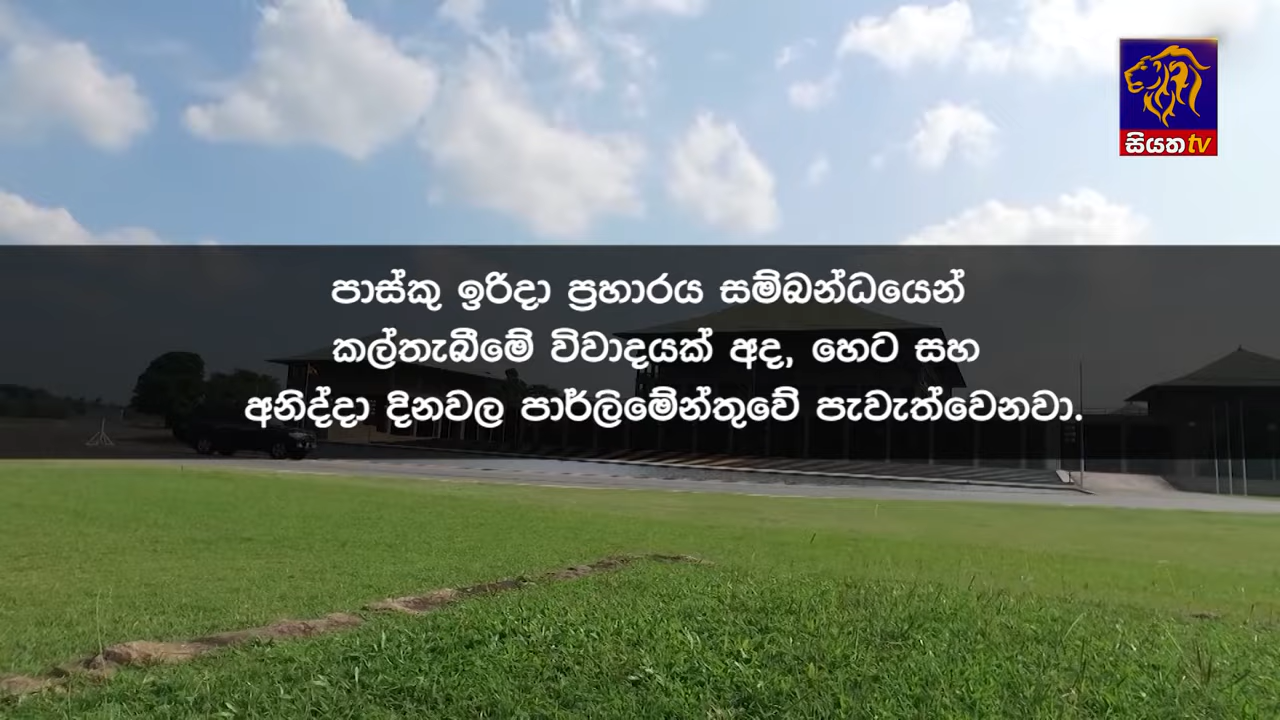 සියත tv
පාස්කු ඉරිදා ප්‍රහාරය සම්බන්ධයෙන්
කල්තැබීමේ විවාදයක් අද, හෙට සහ
අනිද්දා දිනවල පාර්ලිමේන්තුවේ පැවැත්වෙනවා.